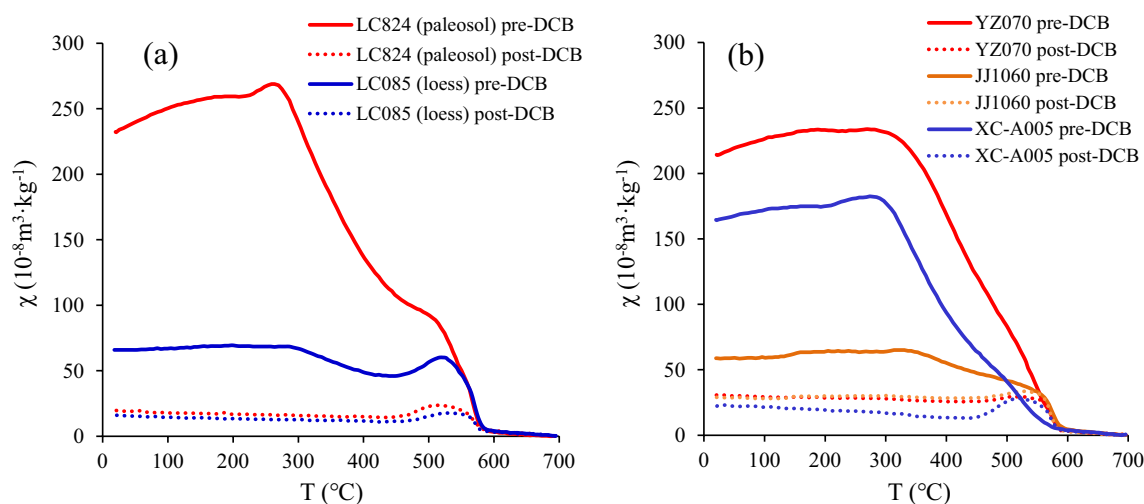 (a)
LC824 (paleosol) pre-DCB
LC824 (paleosol) post-DCB
LC085 (loess) pre-DCB
LC085 (loess) post-DCB
χ (10⁻⁸m³·kg⁻¹)
300
250
200
150
100
50
0
0 100 200 300 400 500 600 700
T (℃)
(b)
YZ070 pre-DCB
YZ070 post-DCB
JJ1060 pre-DCB
JJ1060 post-DCB
XC-A005 pre-DCB
XC-A005 post-DCB
χ (10⁻⁸m³·kg⁻¹)
300
250
200
150
100
50
0
0 100 200 300 400 500 600 700
T (℃)